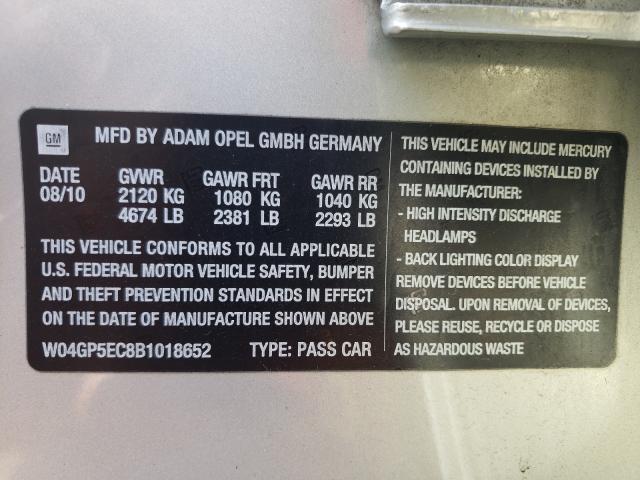 GM
MFD BY ADAM OPEL GMBH GERMANY
DATE GVWR GAWR FRT GAWR RR
08/10 2120 KG 1080 KG 1040 KG
4674 LB 2381 LB 2293 LB
THIS VEHICLE CONFORMS TO ALL APPLICABLE
U.S. FEDERAL MOTOR VEHICLE SAFETY, BUMPER
AND THEFT PREVENTION STANDARDS IN EFFECT
ON THE DATE OF MANUFACTURE SHOWN ABOVE
W04GP5EC8B1018652 TYPE: PASS CAR
THIS VEHICLE MAY INCLUDE MERCURY
CONTAINING DEVICES INSTALLED BY
THE MANUFACTURER:
- HIGH INTENSITY DISCHARGE
HEADLAMPS
- BACK LIGHTING COLOR DISPLAY
REMOVE DEVICES BEFORE VEHICLE
DISPOSAL. UPON REMOVAL OF DEVICES,
PLEASE REUSE, RECYCLE OR DISPOSE
AS HAZARDOUS WASTE